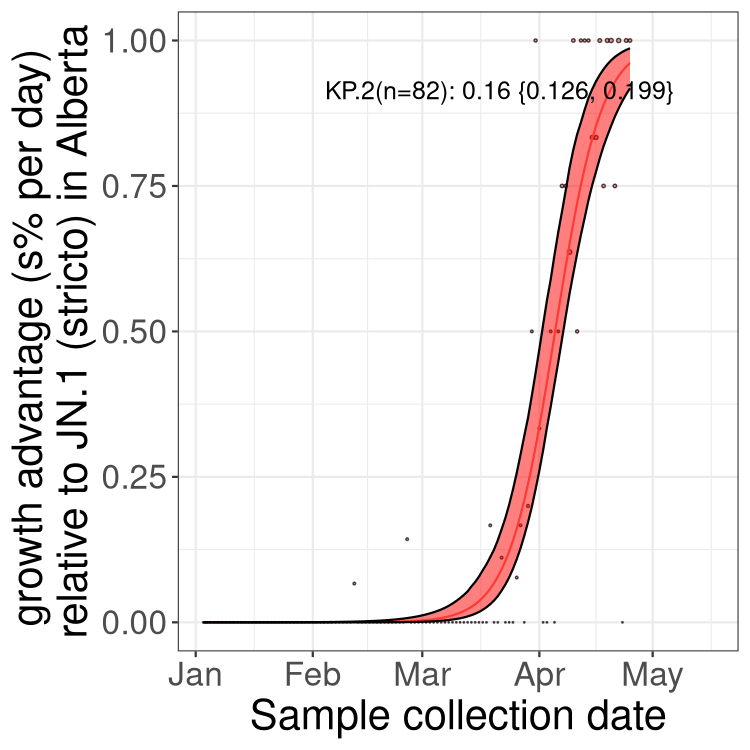 growth advantage (s% per day)
relative to JN.1 (stricto) in Alberta
1.00
0.75
0.50
0.25
0.00
KP.2(n=82): 0.16 {0.126, 0.199}
Jan Feb Mar Apr May
Sample collection date